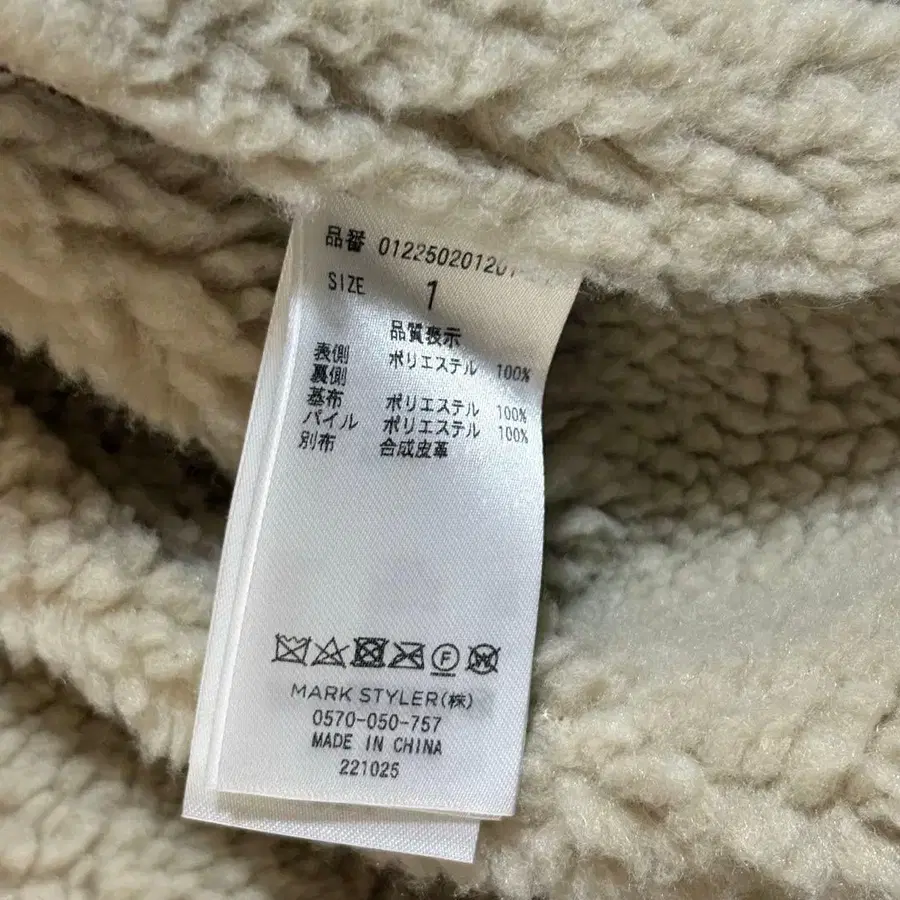 品番 012250201201
SIZE 1
品質表示
表側 ポリエステル 100%
裏側
基布 ポリエステル 100%
パイル ポリエステル 100%
別布 合成皮革
MARK STYLER(株)
0570-050-757
MADE IN CHINA
221025